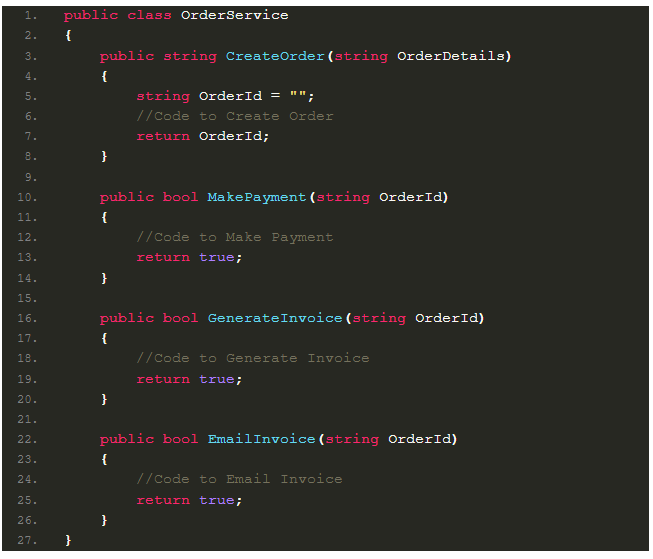 1. public class OrderService
2. {
3. public string CreateOrder(string OrderDetails)
4. {
5. string OrderId = "";
6. //Code to Create Order
7. return OrderId;
8. }
9.
10. public bool MakePayment(string OrderId)
11. {
12. //Code to Make Payment
13. return true;
14. }
15.
16. public bool GenerateInvoice(string OrderId)
17. {
18. //Code to Generate Invoice
19. return true;
20. }
21.
22. public bool EmailInvoice(string OrderId)
23. {
24. //Code to Email Invoice
25. return true;
26. }
27. }